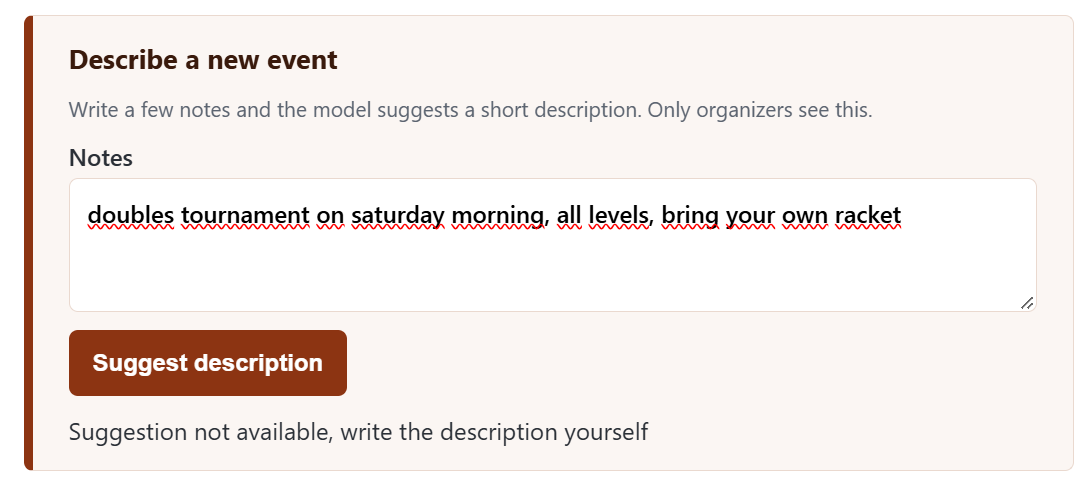 Describe a new event
Write a few notes and the model suggests a short description. Only organizers see this.
Notes
doubles tournament on saturday morning, all levels, bring your own racket
Suggest description
Suggestion not available, write the description yourself